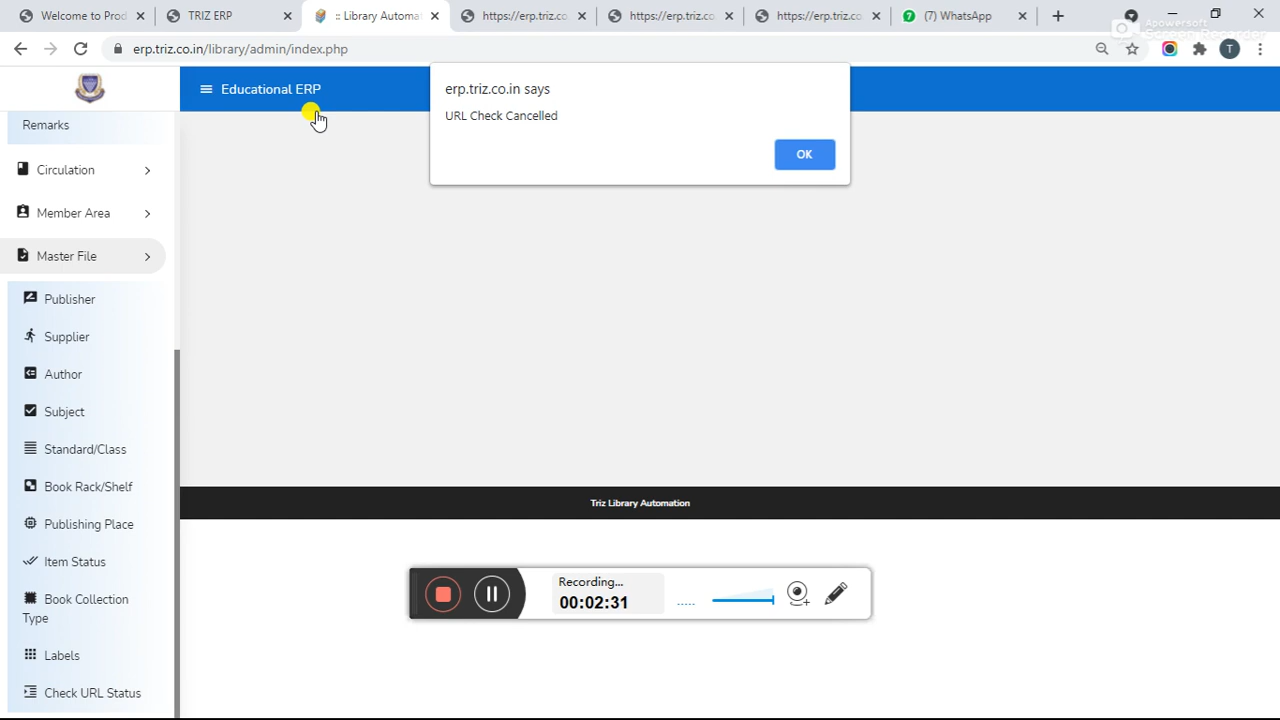 Welcome to Prod
TRIZ ERP
:: Library Automa
https://erp.triz.co
https://erp.triz.co
https://erp.triz.co
(7) WhatsApp
erp.triz.co.in/library/admin/index.php
T
Apowersoft
Screen Recorder
Educational ERP
erp.triz.co.in says
URL Check Cancelled
OK
Remarks
Circulation
Member Area
Master File
Publisher
Supplier
Author
Subject
Standard/Class
Book Rack/Shelf
Publishing Place
Item Status
Book Collection
Type
Labels
Check URL Status
Triz Library Automation
Recording...
00:02:31